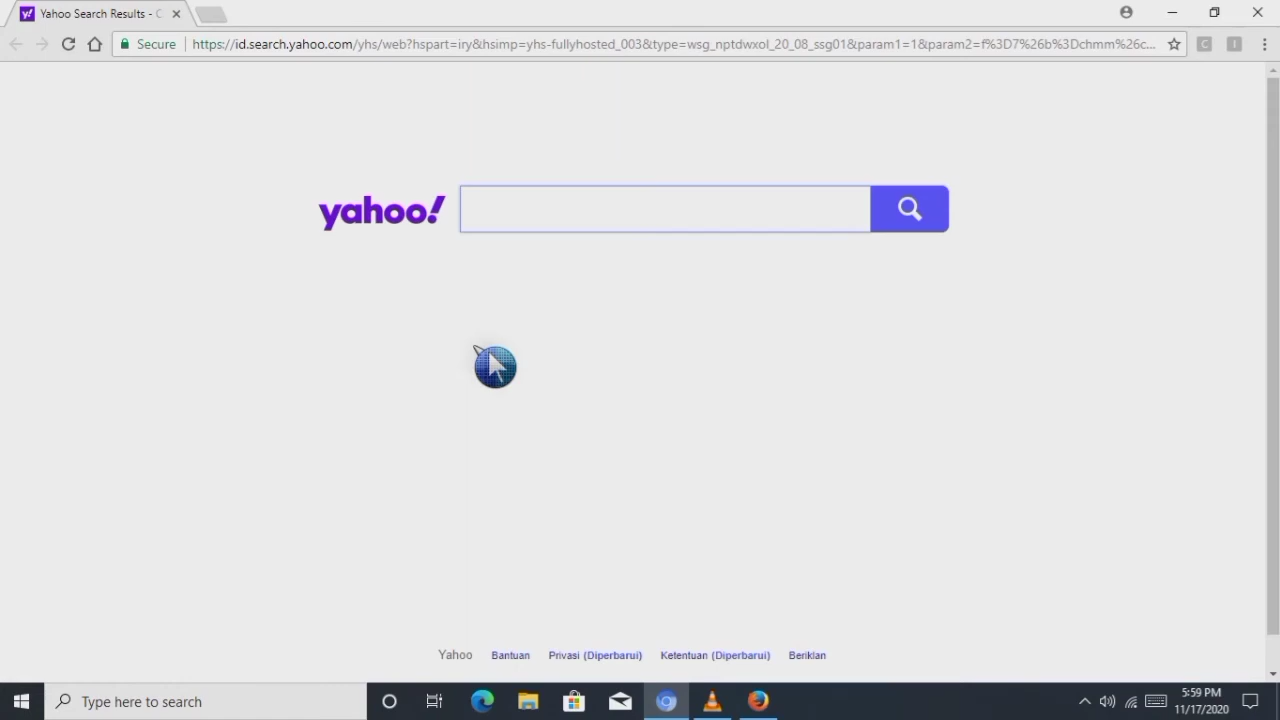 Yahoo Search Results - C
Secure
https://id.search.yahoo.com/yhs/web?hspart=iry&hsimp=yhs-fullyhosted_003&type=wsg_nptdwxol_20_08_ssg01&param1=1&param2=f%3D7%26b%3Dchmm%26c...
C
I
yahoo!
Yahoo Bantuan Privasi (Diperbarui) Ketentuan (Diperbarui) Beriklan
Type here to search
5:59 PM
11/17/2020